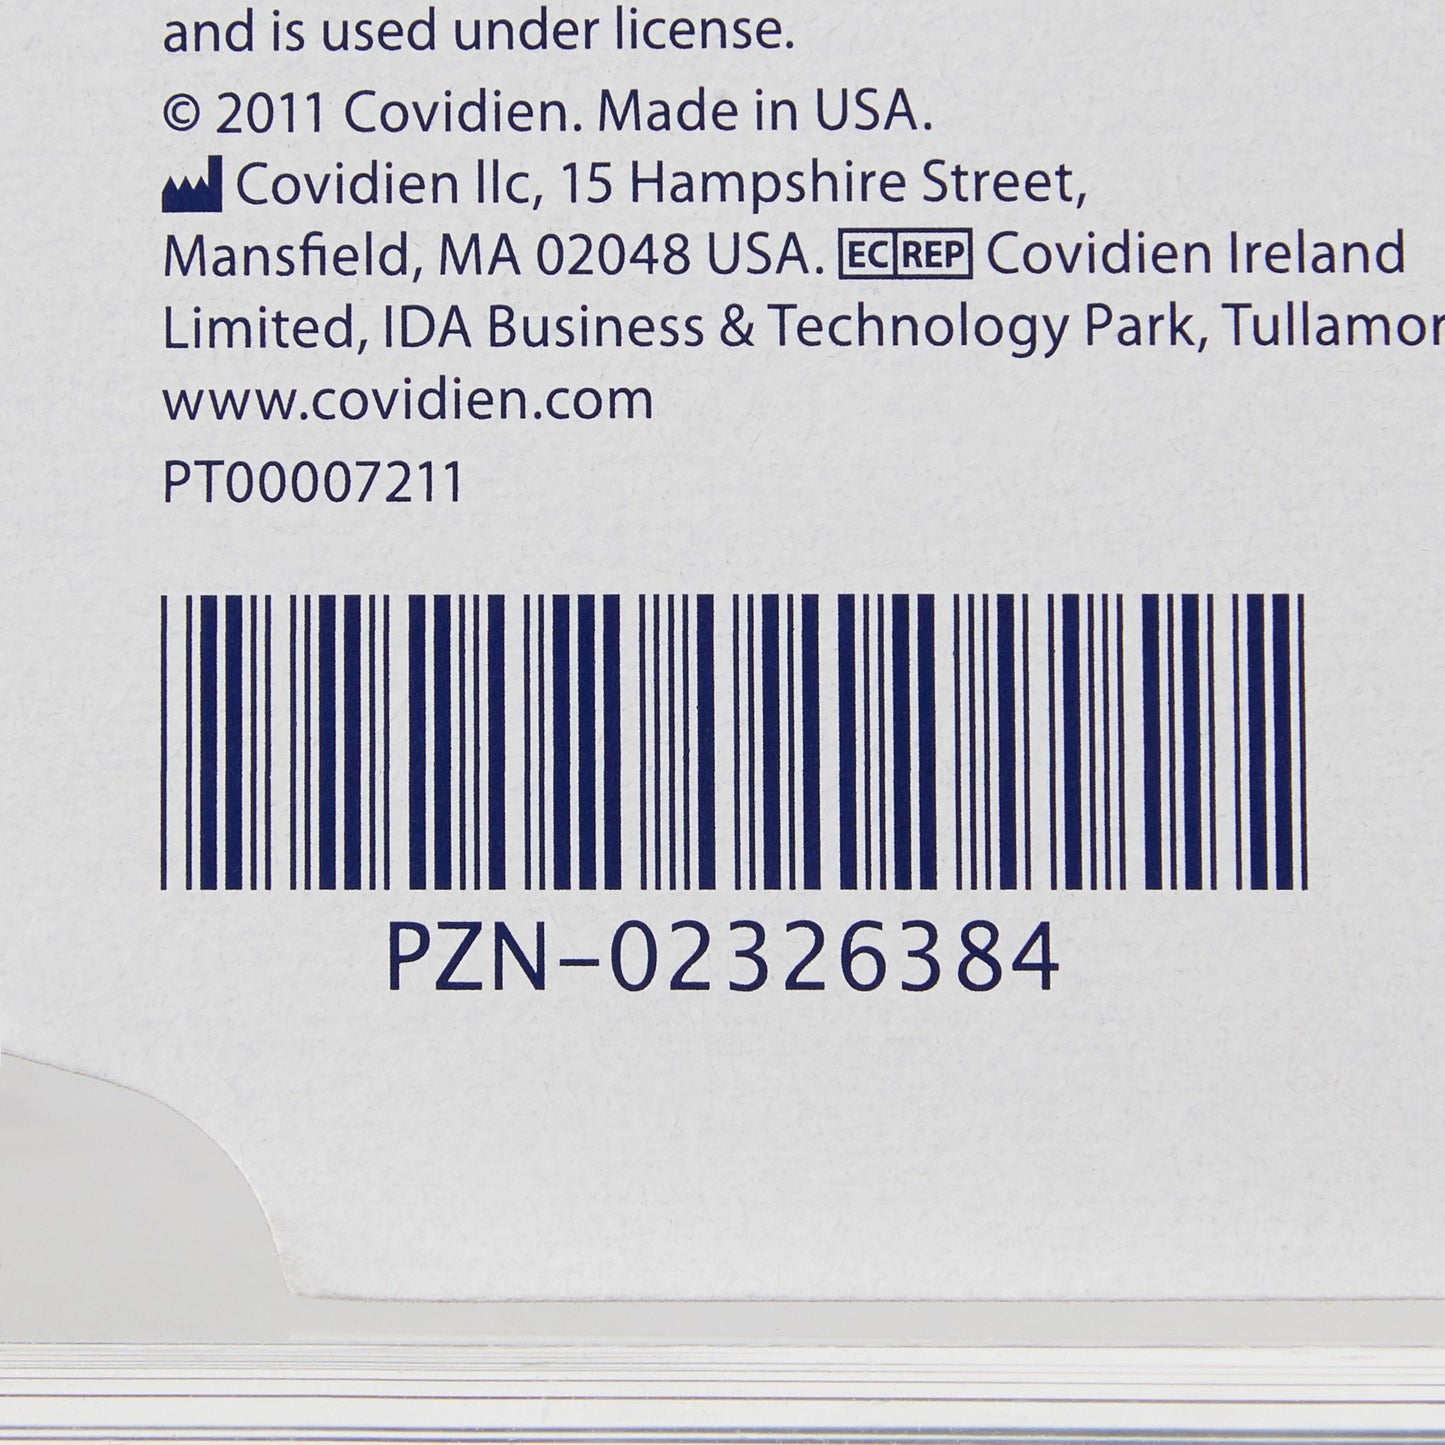 and is used under license.
© 2011 Covidien. Made in USA.
Covidien llc, 15 Hampshire Street,
Mansfield, MA 02048 USA. EC REP Covidien Ireland
Limited, IDA Business & Technology Park, Tullamor
www.covidien.com
PT00007211
PZN-02326384